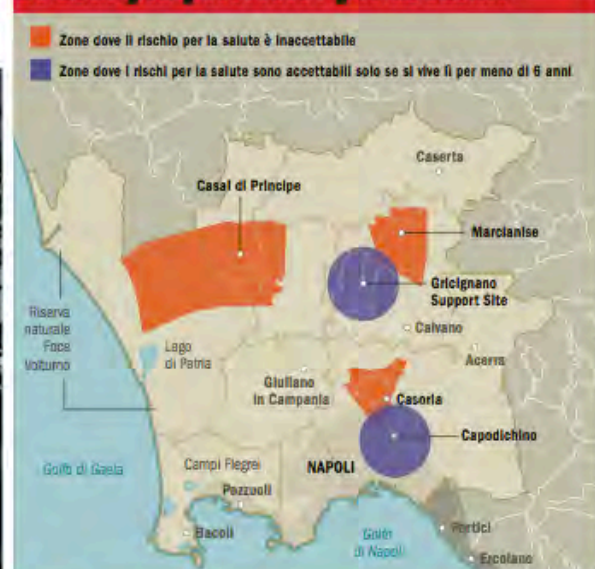 Zone dove il rischio per la salute è inaccettabile
Zone dove i rischi per la salute sono accettabili solo se si vive lì per meno di 6 anni
Caserta
Casal di Principe
Marcianise
Gricignano
Support Site
Riserva
naturale
Foce
Volturno
Caivano
Lago
di Patria
Acerra
Giuliano
in Campania
Casoria
Capodichino
Golfo di Gaeta
Campi Flegrei
NAPOLI
Pozzuoli
Bacoli
Golfo
di Napoli
Portici
Ercolano